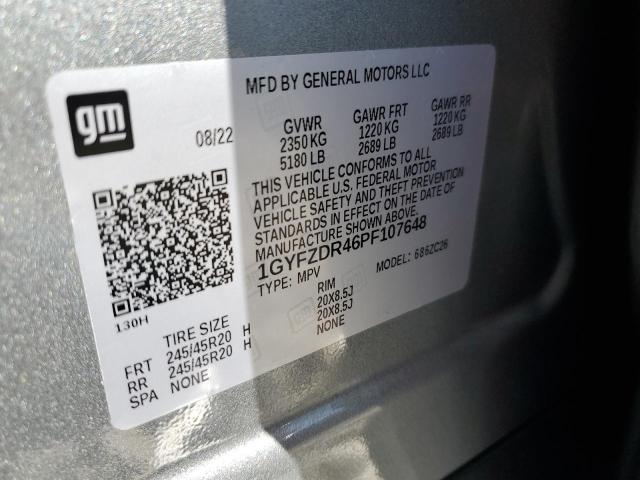 gm
MFD BY GENERAL MOTORS LLC
08/22
GVWR GAWR FRT GAWR RR
2350 KG 1220 KG 1220 KG
5180 LB 2689 LB 2689 LB
THIS VEHICLE CONFORMS TO ALL
APPLICABLE U.S. FEDERAL MOTOR
VEHICLE SAFETY AND THEFT PREVENTION
STANDARDS IN EFFECT ON THE DATE OF
MANUFACTURE SHOWN ABOVE.
1GYFZDR46PF107648
TYPE: MPV MODEL: 686ZC26
130H
TIRE SIZE RIM
FRT 245/45R20 H 20X8.5J
RR 245/45R20 H 20X8.5J
SPA NONE NONE